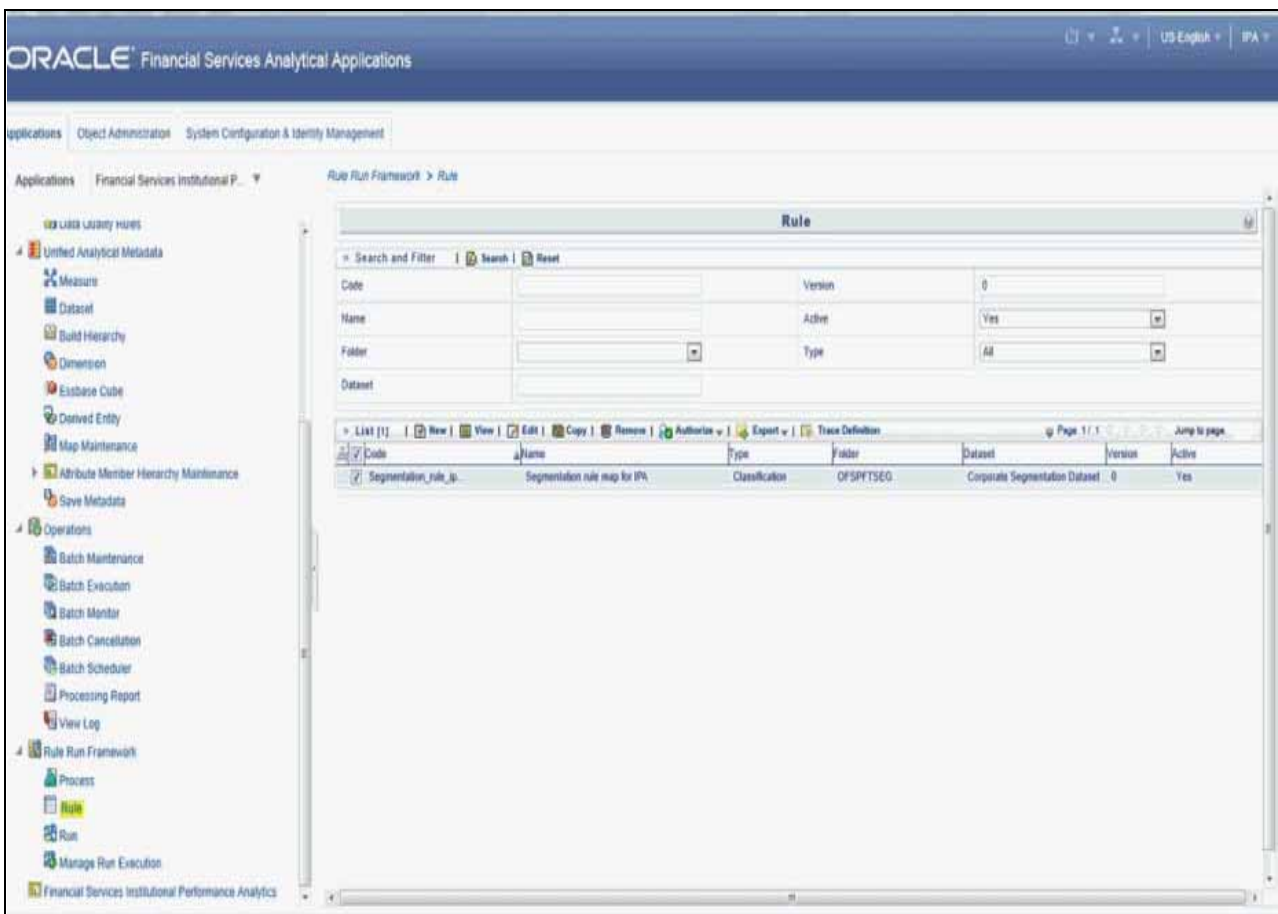 ORACLE Financial Services Analytical Applications
US-English IPA
Applications Object Administration System Configuration & Identity Management
Applications Financial Services Institutional P...
Rule Run Framework > Rule
Data Quality Rules
Unified Analytical Metadata
Measure
Dataset
Build Hierarchy
Dimension
Essbase Cube
Derived Entity
Map Maintenance
Attribute Member Hierarchy Maintenance
Save Metadata
Operations
Batch Maintenance
Batch Execution
Batch Monitor
Batch Cancellation
Batch Scheduler
Processing Report
View Log
Rule Run Framework
Process
Rule
Run
Manage Run Execution
Financial Services Institutional Performance Analytics
Rule
Search and Filter | Search | Reset
Code Version 0
Name Active Yes
Folder Type All
Dataset
List [1] | New | View | Edit | Copy | Remove | Authorize | Export | Trace Definition Page 1 / 1 Jump to page
Code Name Type Folder Dataset Version Active
Segmentation_rule_ip... Segmentation rule map for IPA Classification OFSPFTSEG Corporate Segmentation Dataset 0 Yes